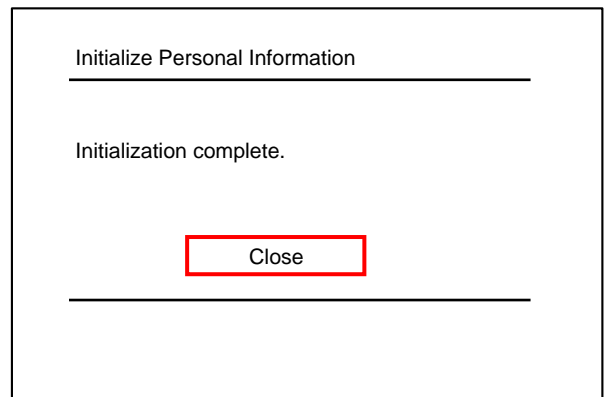 Initialize Personal Information
Initialization complete.
Close